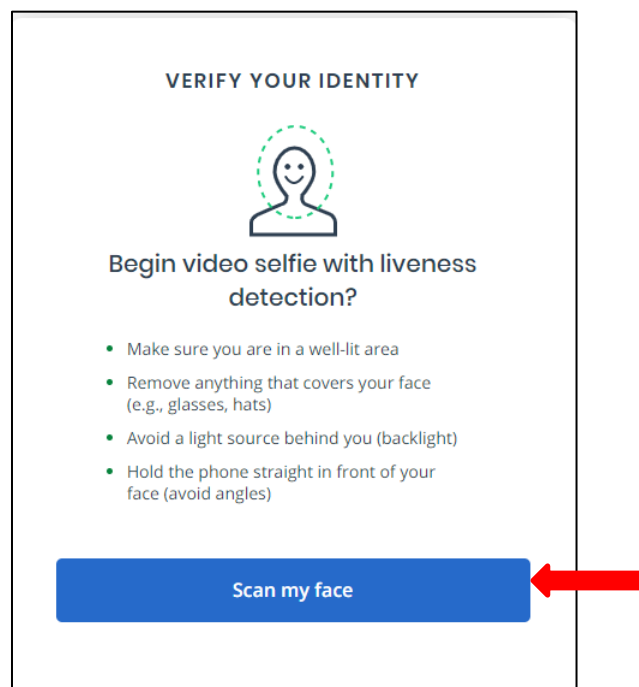 VERIFY YOUR IDENTITY
Begin video selfie with liveness
detection?
• Make sure you are in a well-lit area
• Remove anything that covers your face
(e.g., glasses, hats)
• Avoid a light source behind you (backlight)
• Hold the phone straight in front of your
face (avoid angles)
Scan my face